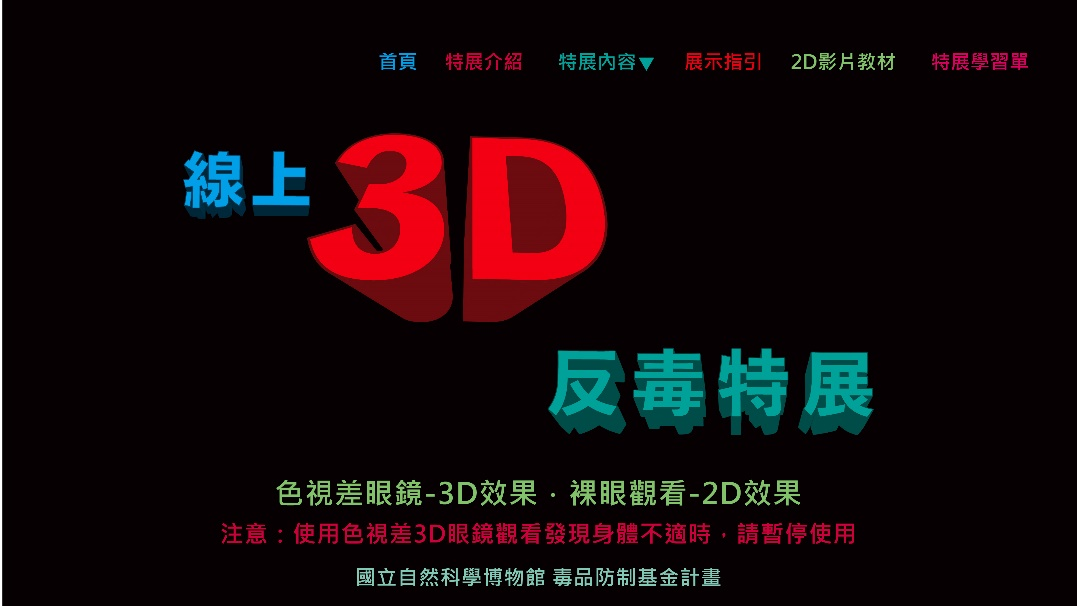 首頁 特展介紹 特展內容▼ 展示指引 2D影片教材 特展學習單
線上
3D
反毒特展
色視差眼鏡-3D效果．裸眼觀看-2D效果
注意：使用色視差3D眼鏡觀看發現身體不適時，請暫停使用
國立自然科學博物館 毒品防制基金計畫